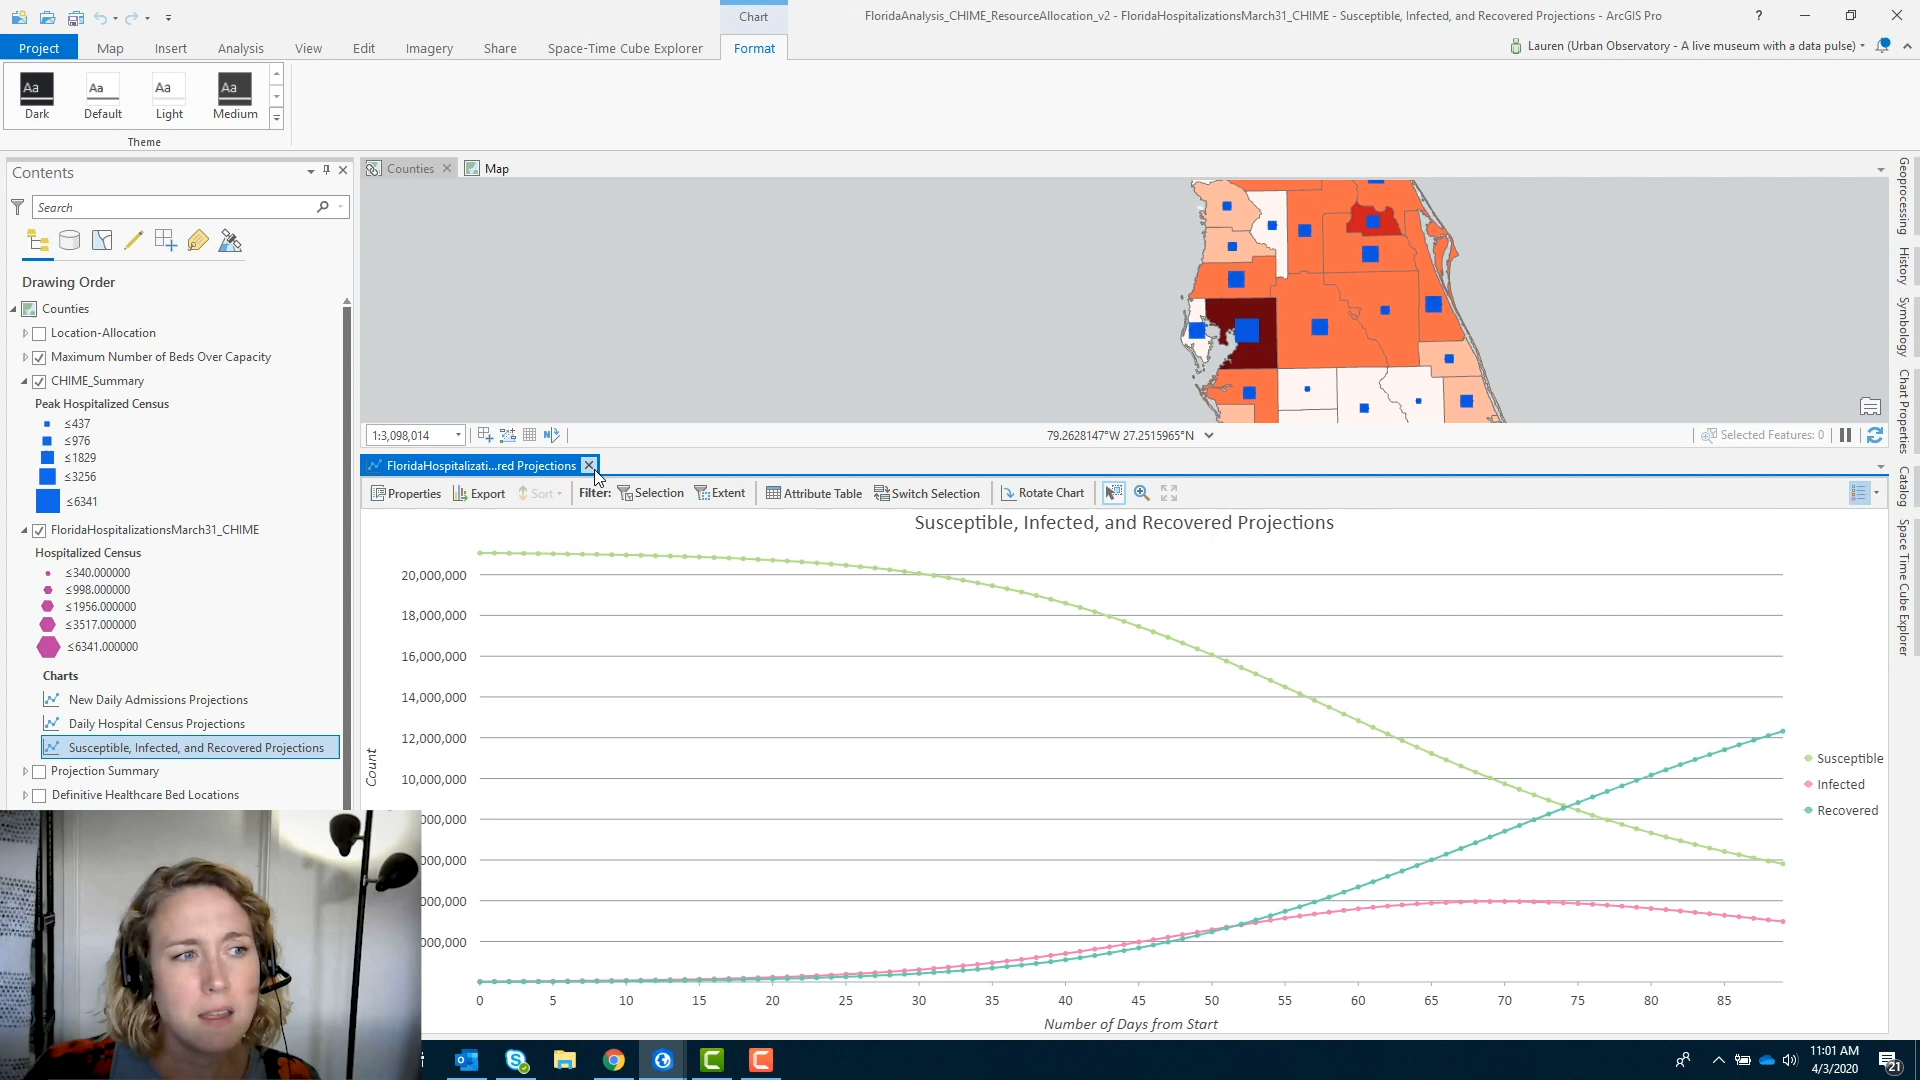 Chart
FloridaAnalysis_CHIME_ResourceAllocation_v2 - FloridaHospitalizationsMarch31_CHIME - Susceptible, Infected, and Recovered Projections - ArcGIS Pro
?
Project Map Insert Analysis View Edit Imagery Share Space-Time Cube Explorer Format
Lauren (Urban Observatory - A live museum with a data pulse)
Aa Aa Aa Aa
Dark Default Light Medium
Theme
Contents
Search
Drawing Order
Counties
Location-Allocation
Maximum Number of Beds Over Capacity
CHIME_Summary
Peak Hospitalized Census
≤437
≤976
≤1829
≤3256
≤6341
FloridaHospitalizationsMarch31_CHIME
Hospitalized Census
≤340.000000
≤998.000000
≤1956.000000
≤3517.000000
≤6341.000000
Charts
New Daily Admissions Projections
Daily Hospital Census Projections
Susceptible, Infected, and Recovered Projections
Projection Summary
Definitive Healthcare Bed Locations
Counties Map
1:3,098,014
79.2628147°W 27.2515965°N
Selected Features: 0
FloridaHospitalizati...red Projections
Properties Export Sort Filter: Selection Extent Attribute Table Switch Selection Rotate Chart
Susceptible, Infected, and Recovered Projections
20,000,000
18,000,000
16,000,000
14,000,000
12,000,000
10,000,000
000,000
000,000
000,000
000,000
Count
0 5 10 15 20 25 30 35 40 45 50 55 60 65 70 75 80 85
Number of Days from Start
Susceptible
Infected
Recovered
Geoprocessing
History
Symbology
Chart Properties
Catalog
Space Time Cube Explorer
11:01 AM
4/3/2020
21